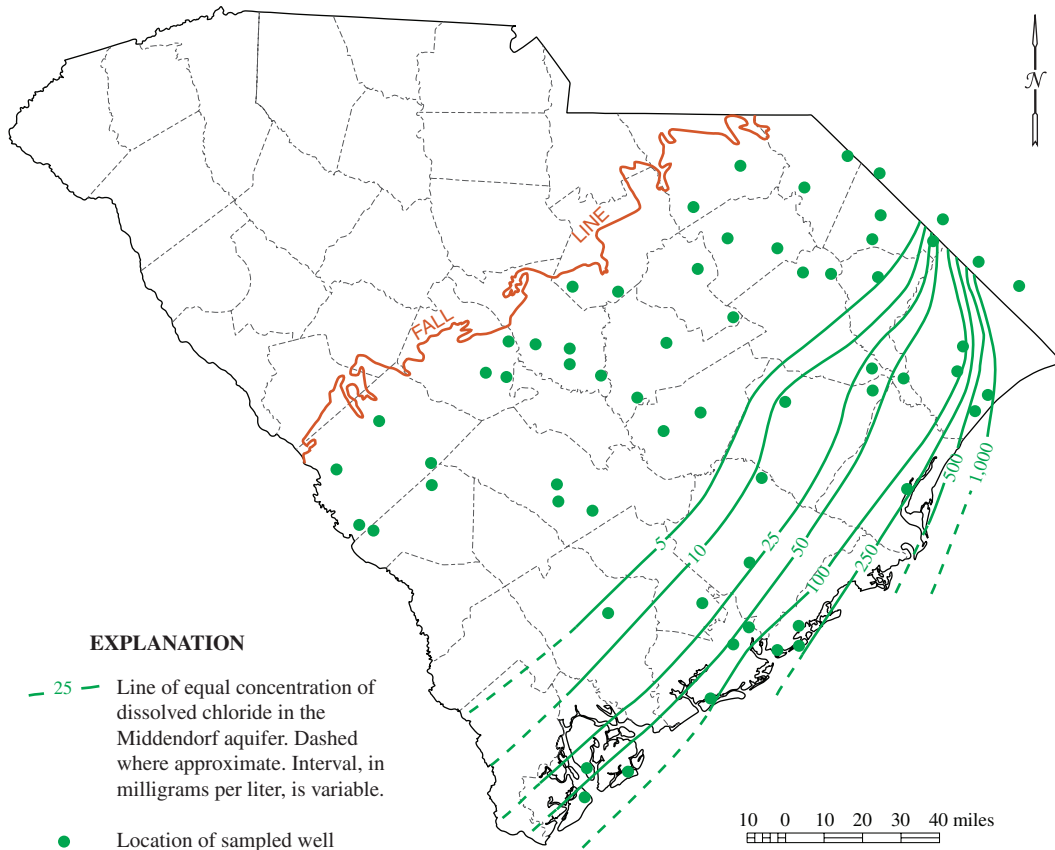 N
FALL LINE
5
10
25
50
100
250
500
1,000
EXPLANATION
25
Line of equal concentration of
dissolved chloride in the
Middendorf aquifer. Dashed
where approximate. Interval, in
milligrams per liter, is variable.
Location of sampled well
10 0 10 20 30 40 miles